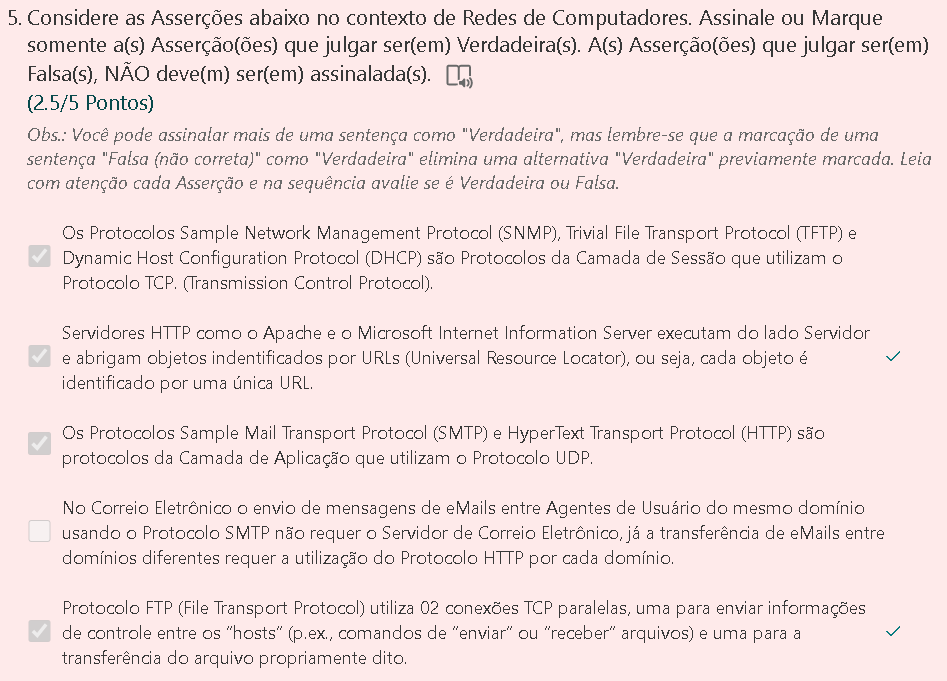 5. Considere as Asserções abaixo no contexto de Redes de Computadores. Assinale ou Marque
somente a(s) Asserção(ões) que julgar ser(em) Verdadeira(s). A(s) Asserção(ões) que julgar ser(em)
Falsa(s), NÃO deve(m) ser(em) assinalada(s).
(2.5/5 Pontos)
Obs.: Você pode assinalar mais de uma sentença como "Verdadeira", mas lembre-se que a marcação de uma
sentença "Falsa (não correta)" como "Verdadeira" elimina uma alternativa "Verdadeira" previamente marcada. Leia
com atenção cada Asserção e na sequência avalie se é Verdadeira ou Falsa.
Os Protocolos Sample Network Management Protocol (SNMP), Trivial File Transport Protocol (TFTP) e
Dynamic Host Configuration Protocol (DHCP) são Protocolos da Camada de Sessão que utilizam o
Protocolo TCP. (Transmission Control Protocol).
Servidores HTTP como o Apache e o Microsoft Internet Information Server executam do lado Servidor
e abrigam objetos indentificados por URLs (Universal Resource Locator), ou seja, cada objeto é
identificado por uma única URL.
Os Protocolos Sample Mail Transport Protocol (SMTP) e HyperText Transport Protocol (HTTP) são
protocolos da Camada de Aplicação que utilizam o Protocolo UDP.
No Correio Eletrônico o envio de mensagens de eMails entre Agentes de Usuário do mesmo domínio
usando o Protocolo SMTP não requer o Servidor de Correio Eletrônico, já a transferência de eMails entre
domínios diferentes requer a utilização do Protocolo HTTP por cada domínio.
Protocolo FTP (File Transport Protocol) utiliza 02 conexões TCP paralelas, uma para enviar informações
de controle entre os “hosts” (p.ex., comandos de “enviar” ou “receber” arquivos) e uma para a
transferência do arquivo propriamente dito.